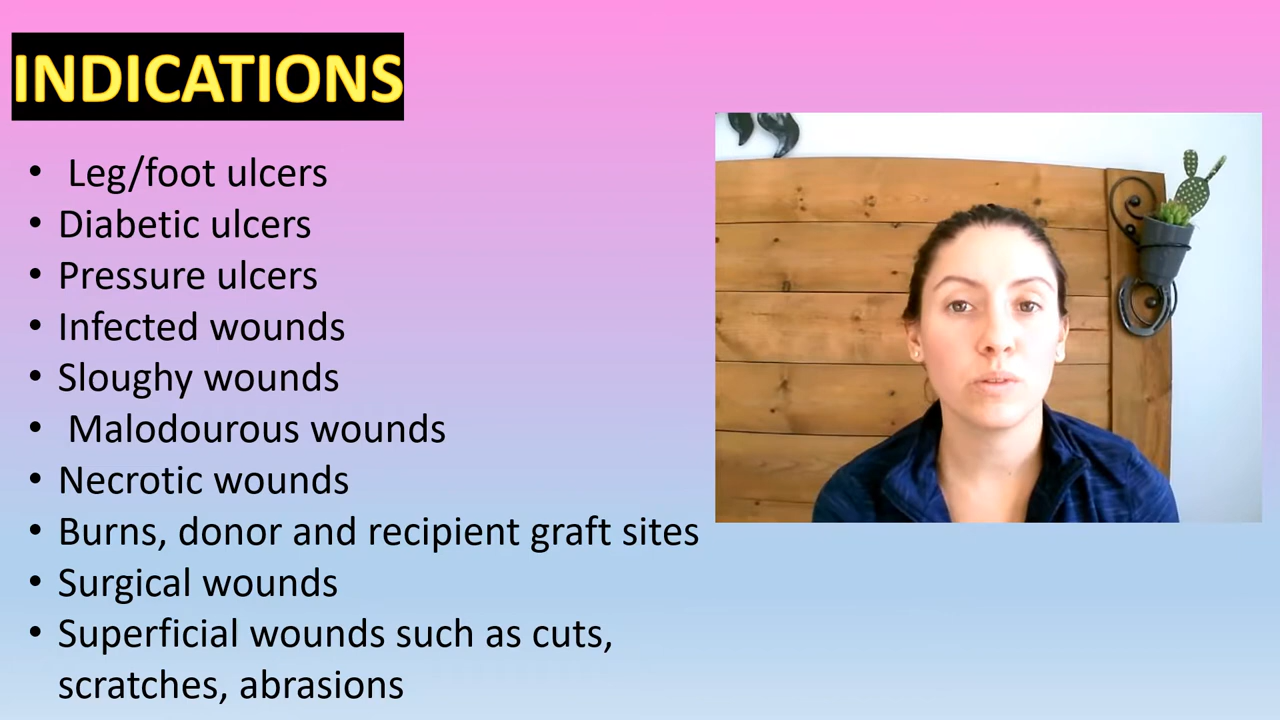 INDICATIONS
• Leg/foot ulcers
• Diabetic ulcers
• Pressure ulcers
• Infected wounds
• Sloughy wounds
• Malodourous wounds
• Necrotic wounds
• Burns, donor and recipient graft sites
• Surgical wounds
• Superficial wounds such as cuts,
scratches, abrasions